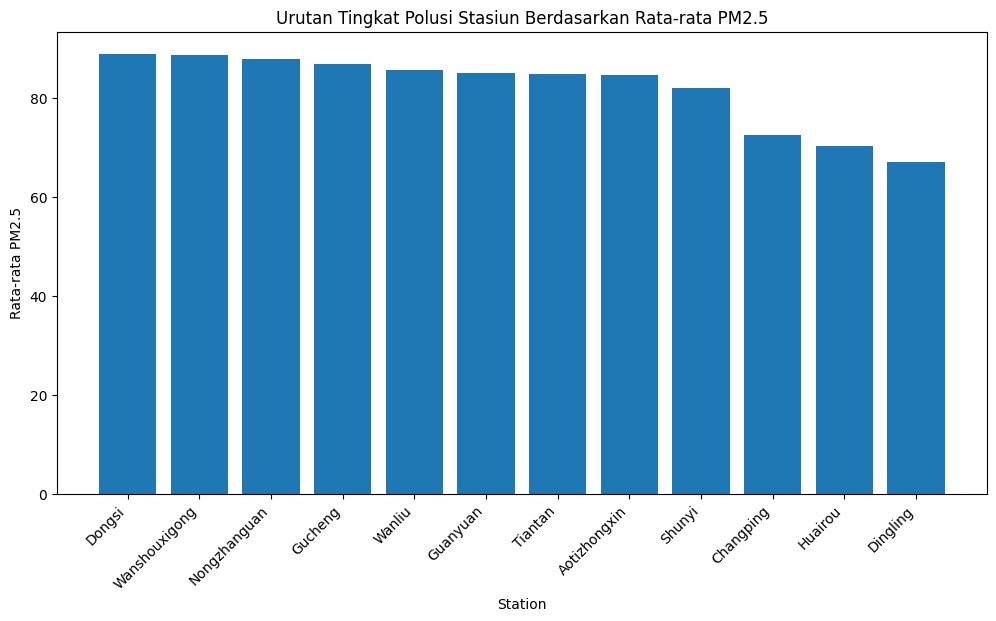 Urutan Tingkat Polusi Stasiun Berdasarkan Rata-rata PM2.5
Rata-rata PM2.5
80
60
40
20
0
Dongsi
Wanshouxigong
Nongzhanguan
Gucheng
Wanliu
Guanyuan
Tiantan
Aotizhongxin
Shunyi
Changping
Huairou
Dingling
Station